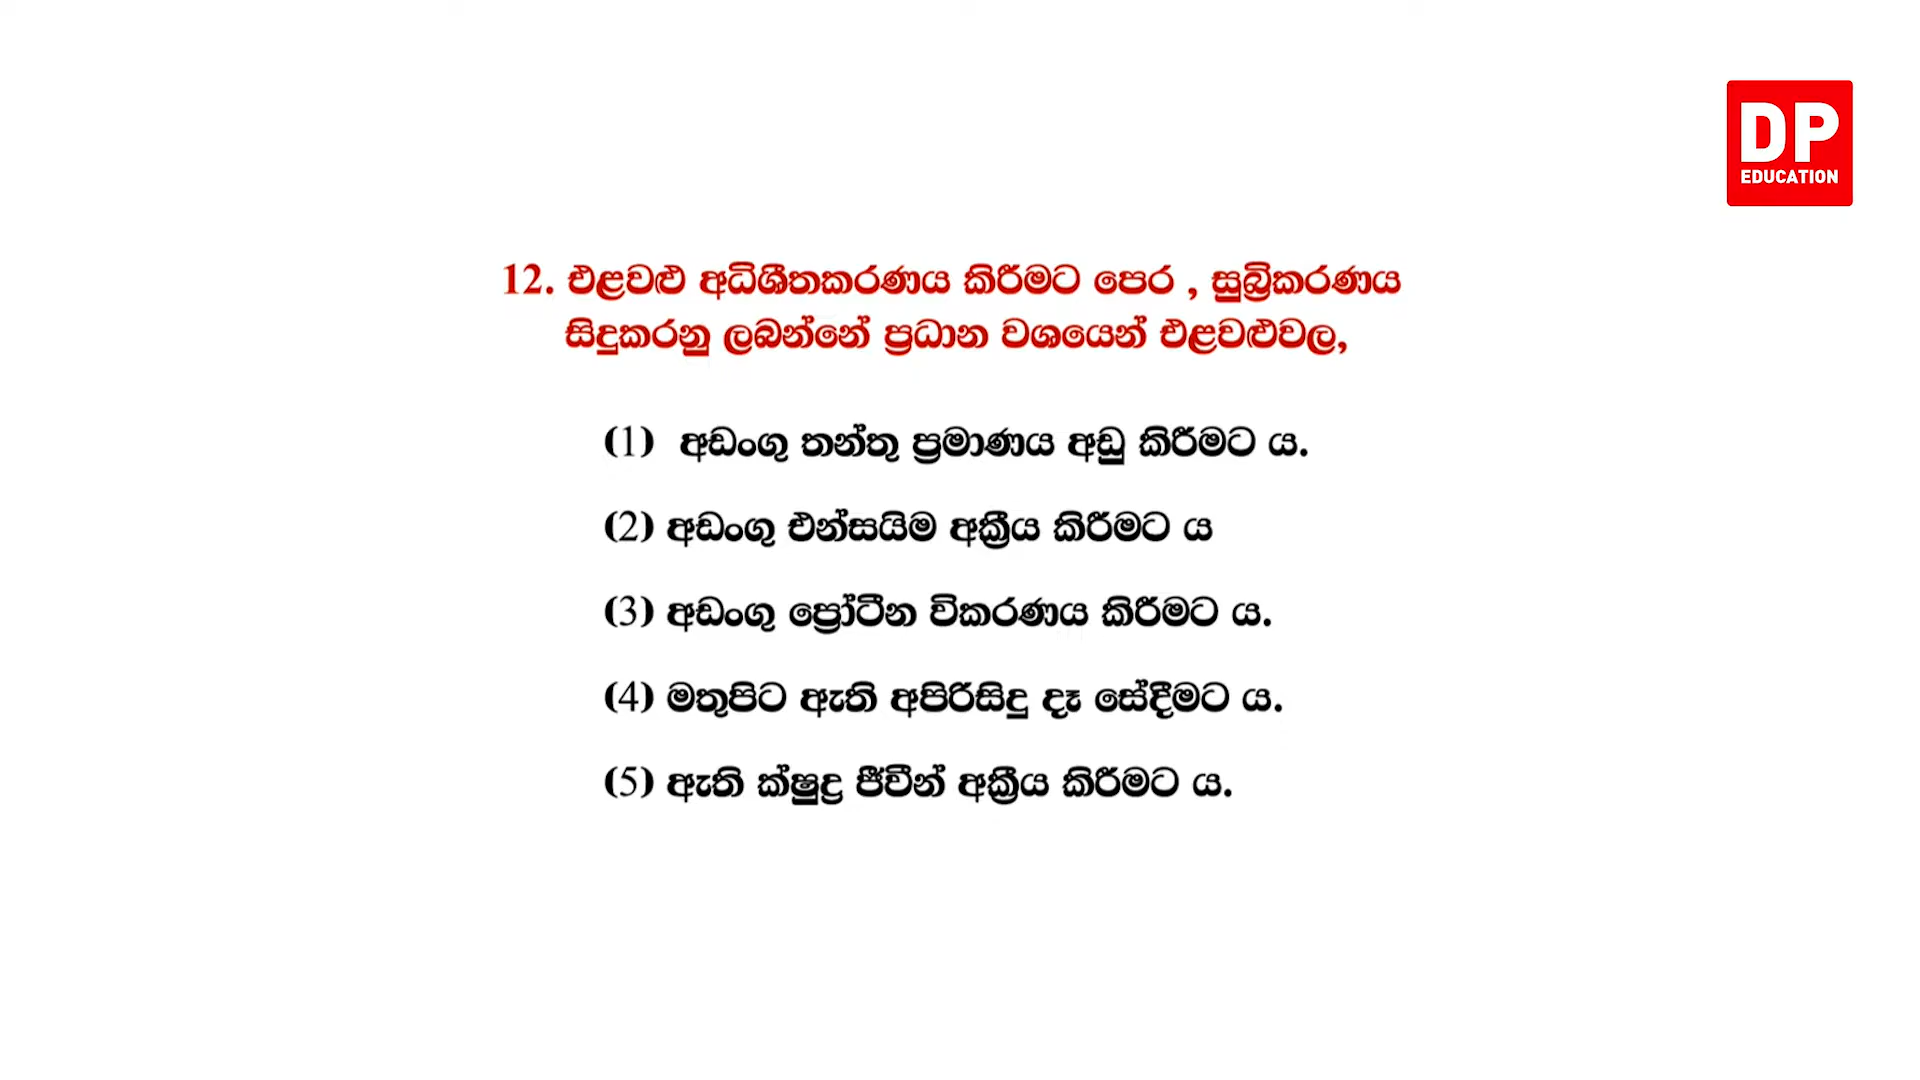 DP
EDUCATION
12. එළවළු අධිශීතකරණය කිරීමට පෙර , සුබ්‍රිකරණය
සිදුකරනු ලබන්නේ ප්‍රධාන වශයෙන් එළවළුවල,
(1) අඩංගු තන්තු ප්‍රමාණය අඩු කිරීමට ය.
(2) අඩංගු එන්සයිම අක්‍රීය කිරීමට ය
(3) අඩංගු ප්‍රෝටීන විකරණය කිරීමට ය.
(4) මතුපිට ඇති අපිරිසිදු දෑ සේදීමට ය.
(5) ඇති ක්ෂුද්‍ර ජීවීන් අක්‍රීය කිරීමට ය.